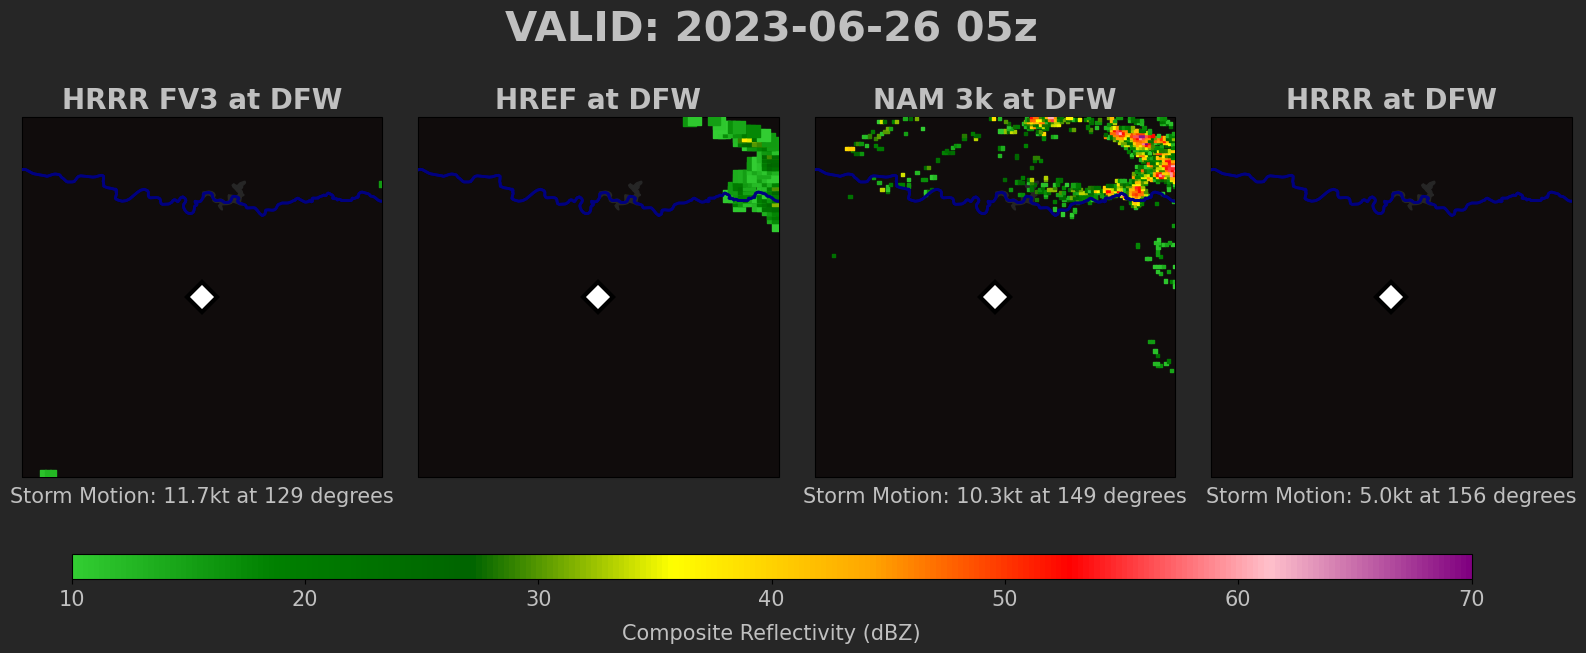 VALID: 2023-06-26 05z
HRRR FV3 at DFW
HREF at DFW
NAM 3k at DFW
HRRR at DFW
Storm Motion: 11.7kt at 129 degrees
Storm Motion: 10.3kt at 149 degrees
Storm Motion: 5.0kt at 156 degrees
10 20 30 40 50 60 70
Composite Reflectivity (dBZ)